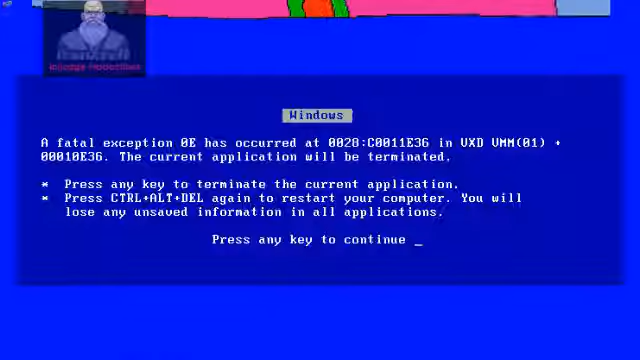 Windows
A fatal exception 0E has occurred at 0028:C0011E36 in VXD VMM(01) +
00010E36. The current application will be terminated.
* Press any key to terminate the current application.
* Press CTRL+ALT+DEL again to restart your computer. You will
lose any unsaved information in all applications.
Press any key to continue _